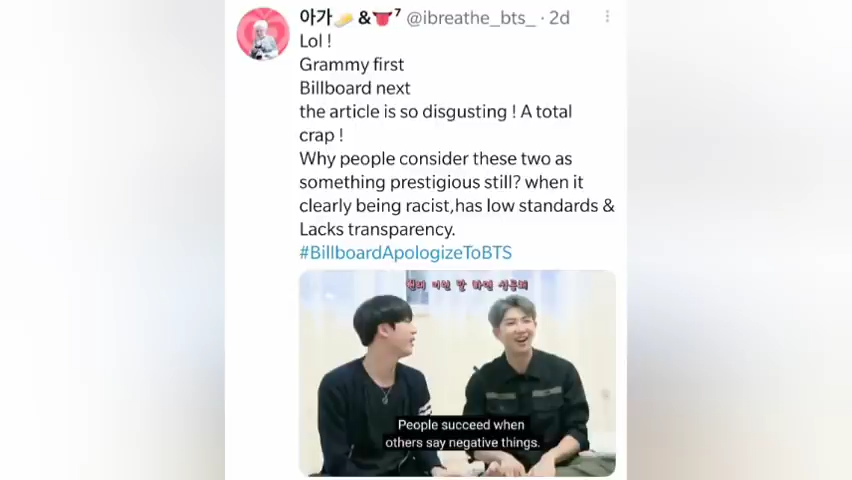 아가🫓 &👅⁷ @ibreathe_bts_ · 2d
Lol !
Grammy first
Billboard next
the article is so disgusting ! A total
crap !
Why people consider these two as
something prestigious still? when it
clearly being racist,has low standards &
Lacks transparency.
#BillboardApologizeToBTS
People succeed when
others say negative things.